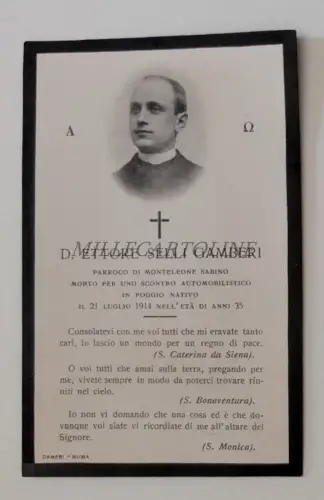 Α Ω
D. ETTORE SELLI GAMBERI
MILLECARTOLINE
PARROCO DI MONTELEONE SABINO
MORTO PER UNO SCONTRO AUTOMOBILISTICO
IN POGGIO NATIVO
IL 21 LUGLIO 1914 NELL'ETÀ DI ANNI 35
Consolatevi con me voi tutti che mi eravate tanto
cari, io lascio un mondo per un regno di pace.
(S. Caterina da Siena).
O voi tutti che amai sulla terra, pregando per
me, vivete sempre in modo da poterci trovare riu-
niti nel cielo.
(S. Bonaventura).
Io non vi domando che una cosa ed è che do-
vunque voi siate vi ricordiate di me all'altare del
Signore.
(S. Monica).
DAMERI - ROMA